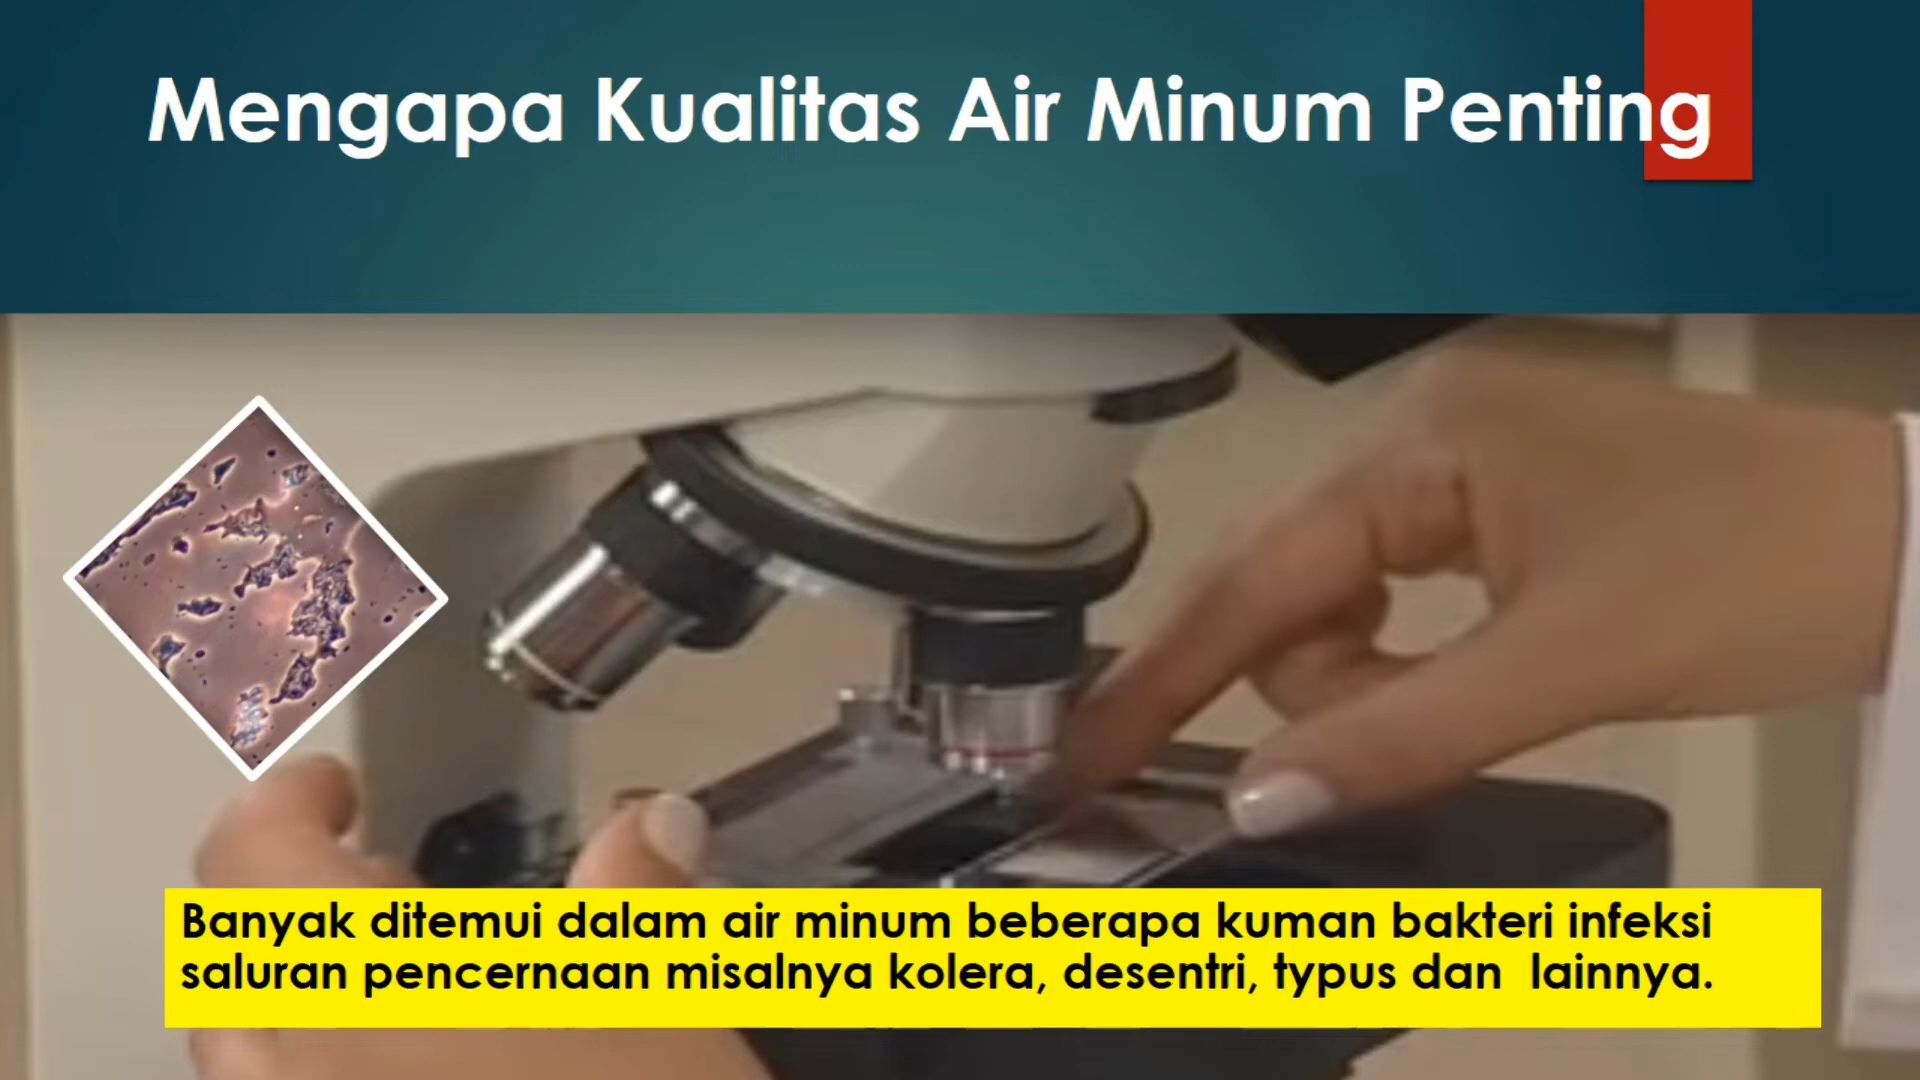 Mengapa Kualitas Air Minum Penting
Banyak ditemui dalam air minum beberapa kuman bakteri infeksi
saluran pencernaan misalnya kolera, desentri, typus dan lainnya.